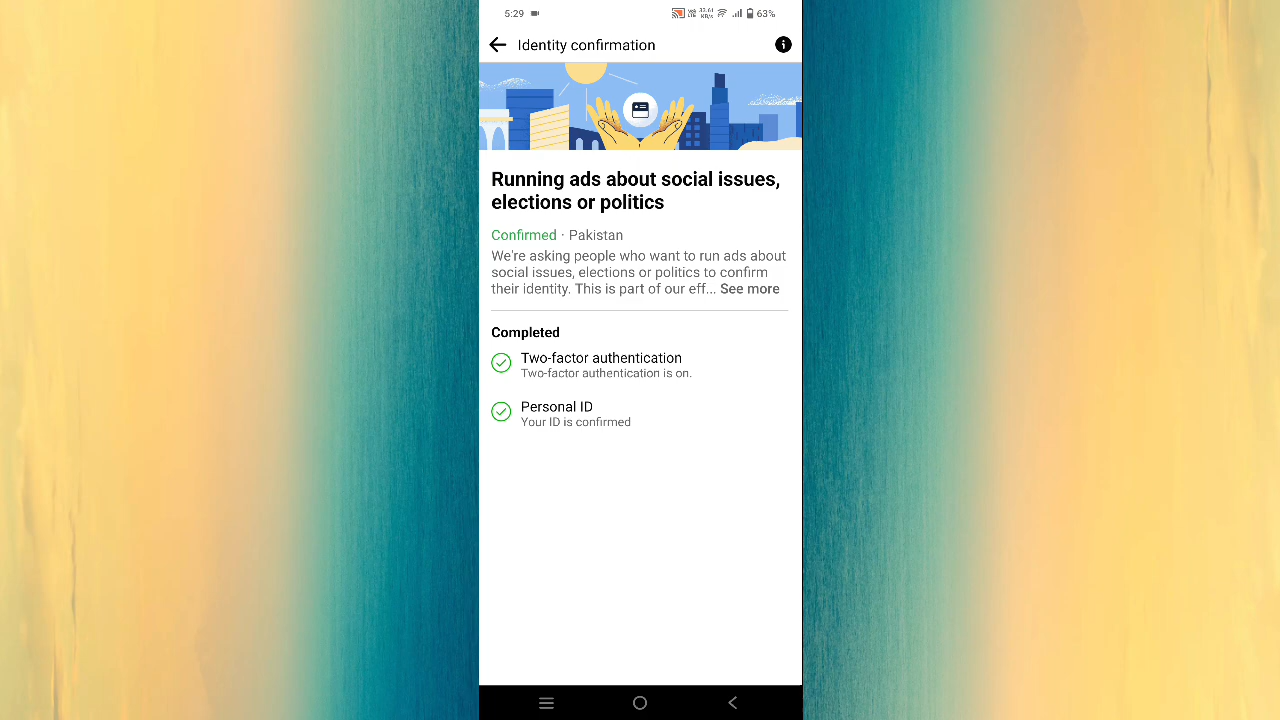 5:29
33.61 KB/s
63%
Identity confirmation
Running ads about social issues,
elections or politics
Confirmed · Pakistan
We're asking people who want to run ads about
social issues, elections or politics to confirm
their identity. This is part of our eff... See more
Completed
Two-factor authentication
Two-factor authentication is on.
Personal ID
Your ID is confirmed